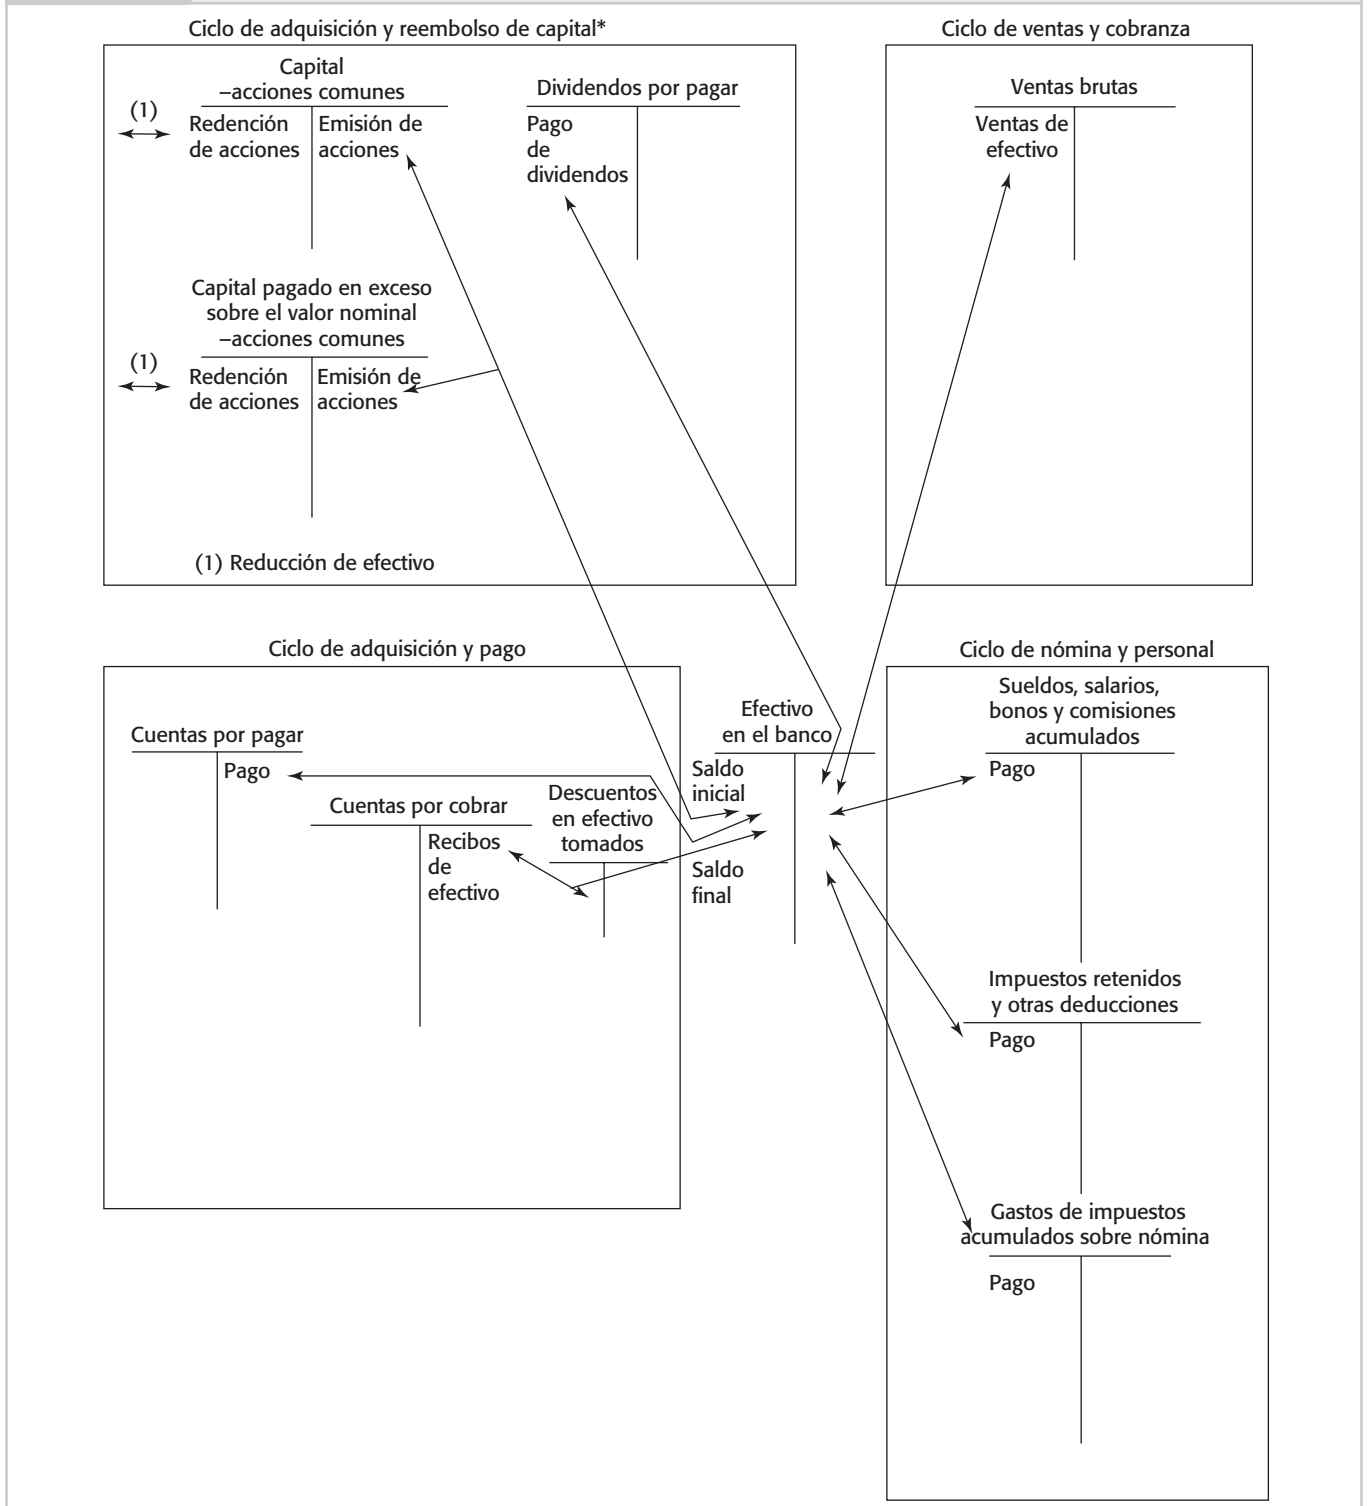 Ciclo de adquisición y reembolso de capital*
Capital
–acciones comunes
(1)
Redención
de acciones
Emisión de
acciones
Dividendos por pagar
Pago
de
dividendos
Capital pagado en exceso
sobre el valor nominal
–acciones comunes
(1)
Redención
de acciones
Emisión de
acciones
(1) Reducción de efectivo
Ciclo de ventas y cobranza
Ventas brutas
Ventas de
efectivo
Ciclo de adquisición y pago
Cuentas por pagar
Pago
Cuentas por cobrar
Recibos
de
efectivo
Descuentos
en efectivo
tomados
Efectivo
en el banco
Saldo
inicial
Saldo
final
Ciclo de nómina y personal
Sueldos, salarios,
bonos y comisiones
acumulados
Pago
Impuestos retenidos
y otras deducciones
Pago
Gastos de impuestos
acumulados sobre nómina
Pago